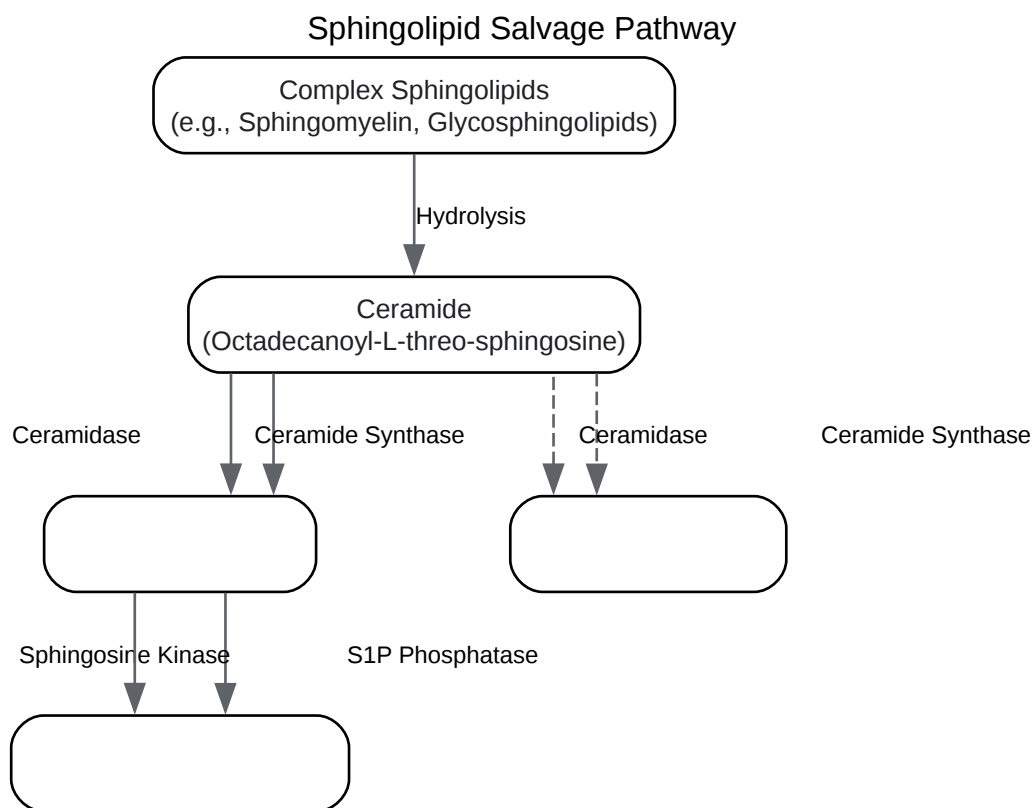 Sphingolipid Salvage Pathway
Complex Sphingolipids
(e.g., Sphingomyelin, Glycosphingolipids)
Hydrolysis
Ceramide
(Octadecanoyl-L-threo-sphingosine)
Ceramidase
Ceramide Synthase
Ceramidase
Ceramide Synthase
Sphingosine Kinase
S1P Phosphatase